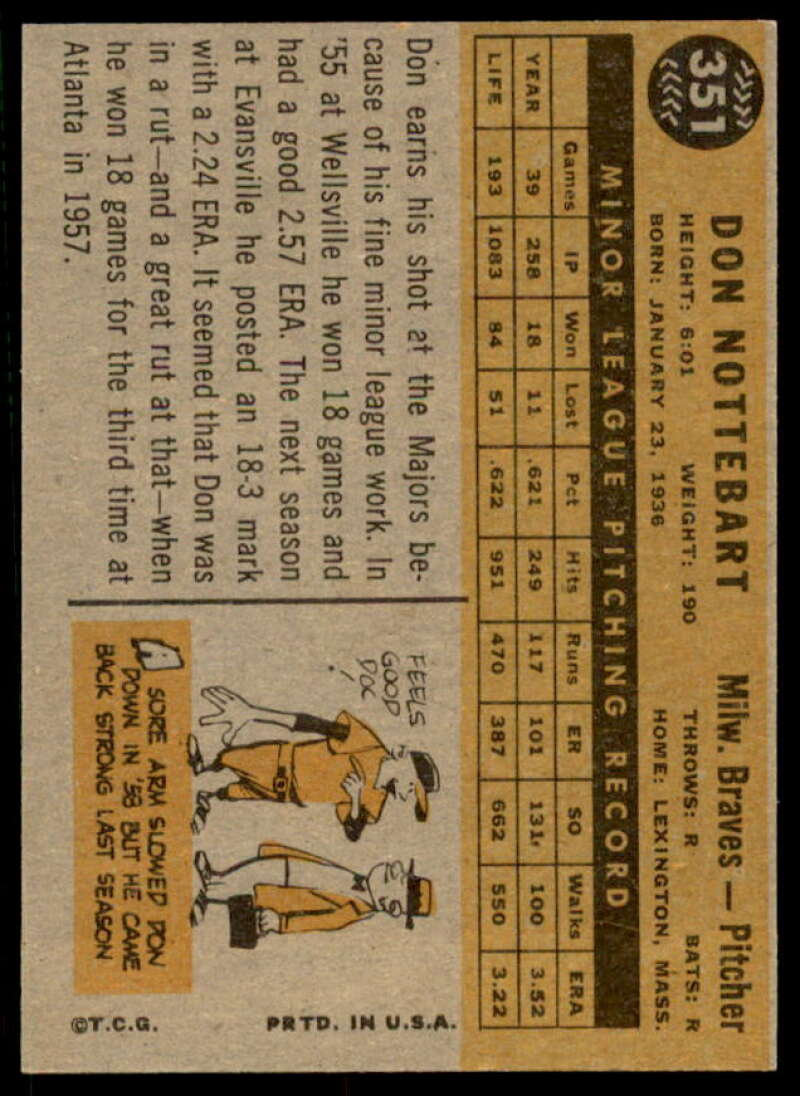 351
DON NOTTEBART Milw. Braves — Pitcher
HEIGHT: 6:01 WEIGHT: 190 THROWS: R BATS: R
BORN: JANUARY 23, 1936 HOME: LEXINGTON, MASS.
MINOR LEAGUE PITCHING RECORD
Games IP Won Lost Pct Hits Runs ER SO Walks ERA
YEAR 39 258 18 11 .621 249 117 101 131 100 3.52
LIFE 193 1083 84 51 .622 951 470 387 662 550 3.22
Don earns his shot at the Majors be-
cause of his fine minor league work. In
'55 at Wellsville he won 18 games and
had a good 2.57 ERA. The next season
at Evansville he posted an 18-3 mark
with a 2.24 ERA. It seemed that Don was
in a rut—and a great rut at that—when
he won 18 games for the third time at
Atlanta in 1957.
FEELS
GOOD
DOC!
SORE ARM SLOWED DON
DOWN IN '58 BUT HE CAME
BACK STRONG LAST SEASON
©T.C.G. PRTD. IN U.S.A.